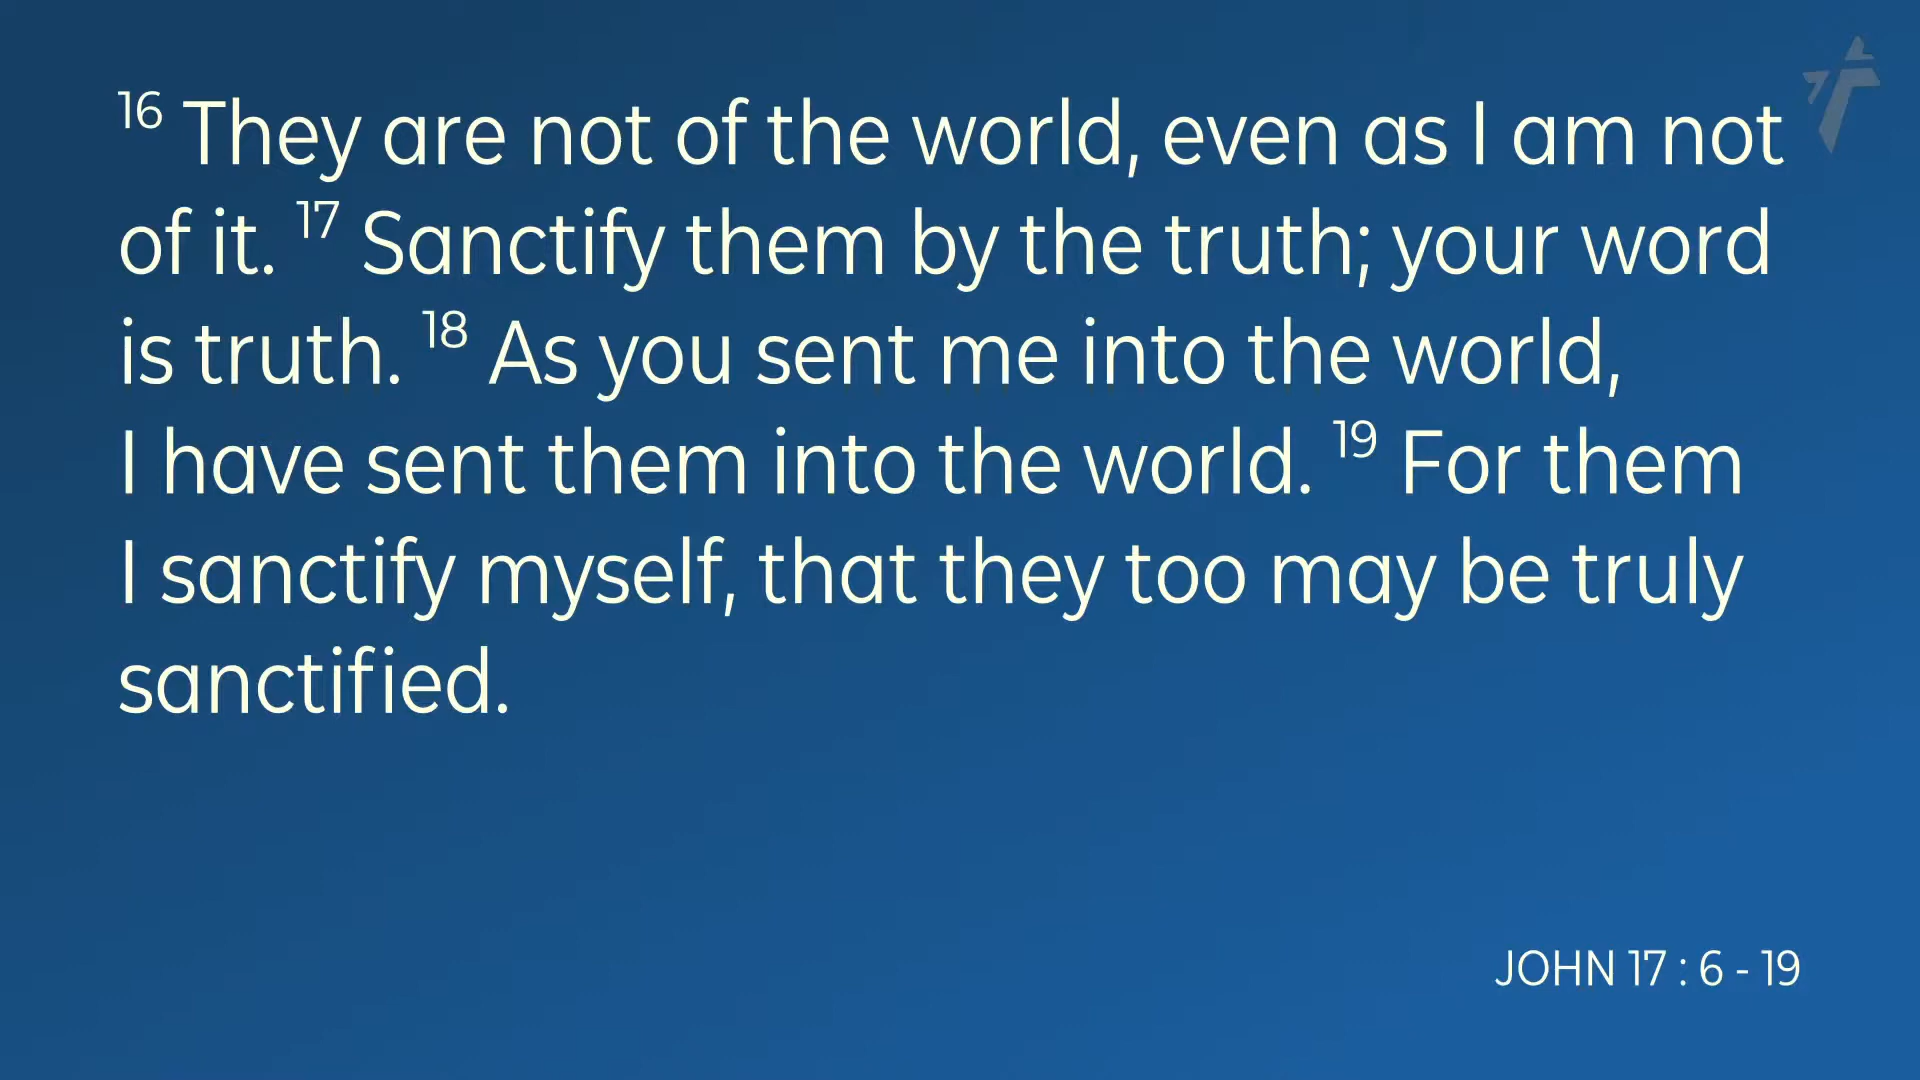 16 They are not of the world, even as I am not
of it. 17 Sanctify them by the truth; your word
is truth. 18 As you sent me into the world,
I have sent them into the world. 19 For them
I sanctify myself, that they too may be truly
sanctified.
JOHN 17 : 6 - 19